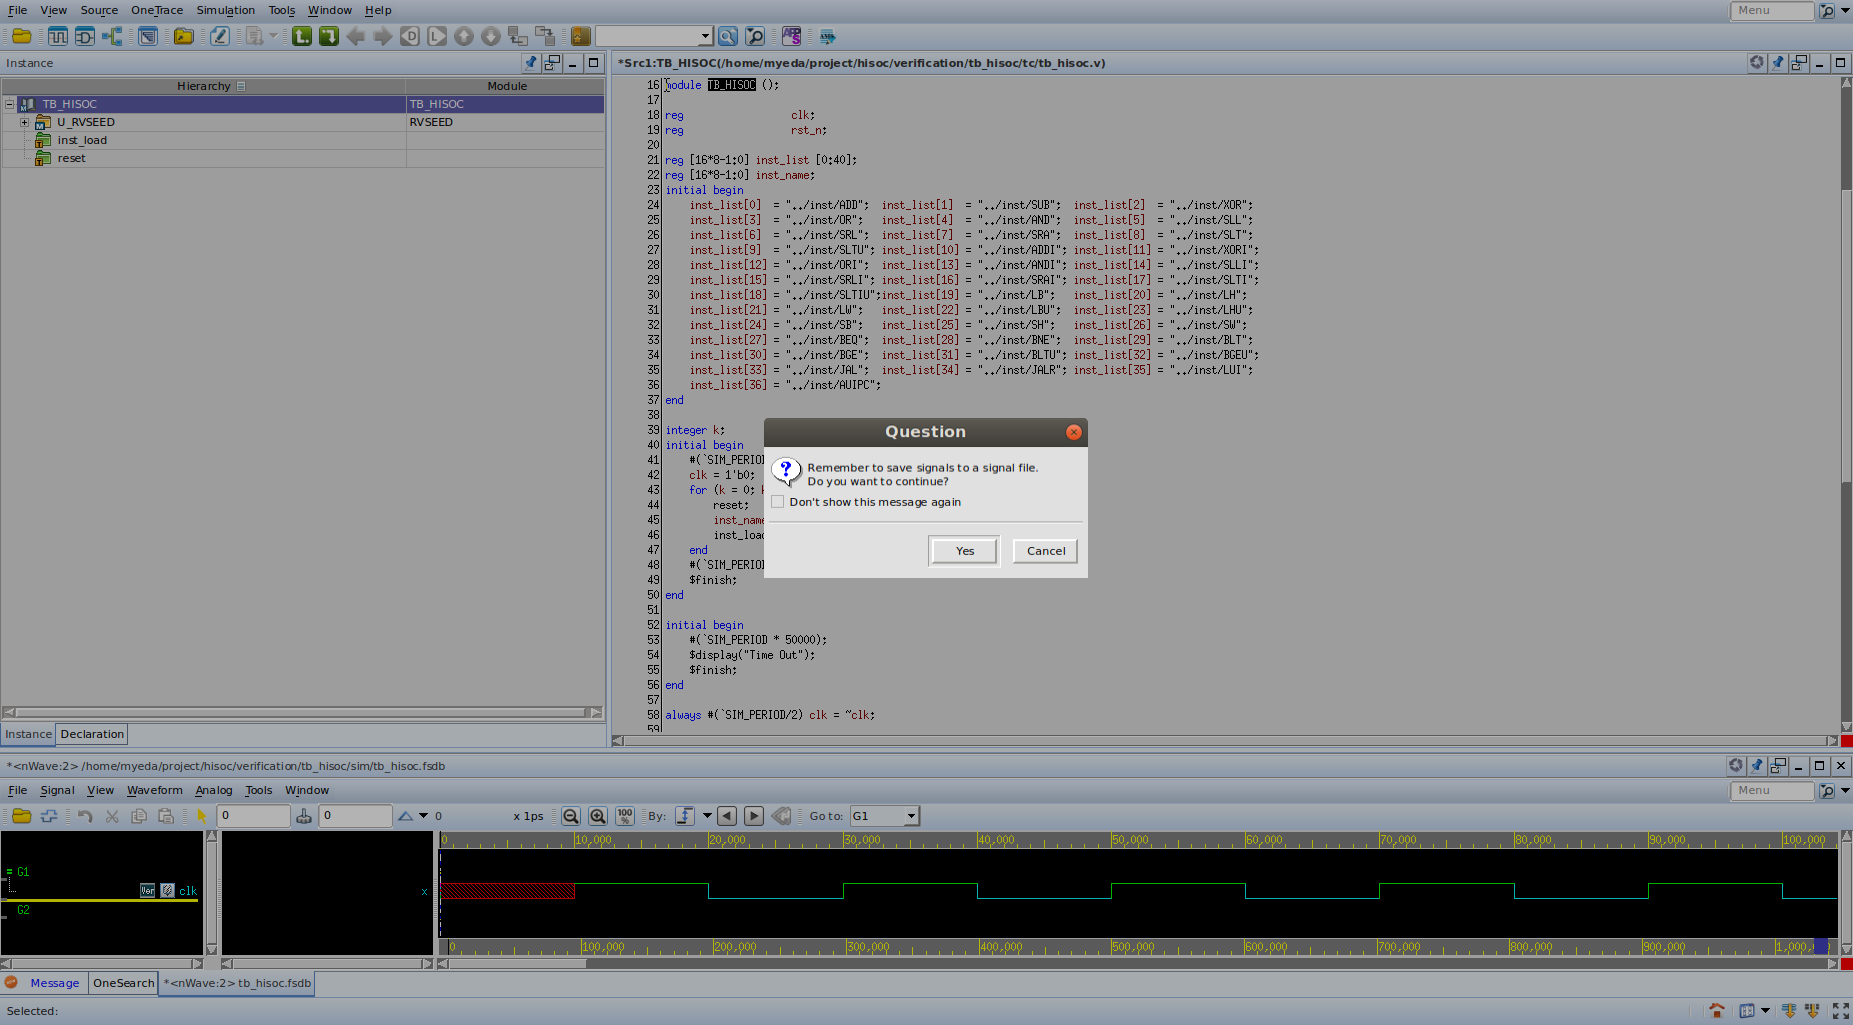 File View Source OneTrace Simulation Tools Window Help Menu
Instance
Hierarchy Module
TB_HISOC TB_HISOC
U_RVSEED RVSEED
inst_load
reset
Instance Declaration
*Src1:TB_HISOC(/home/myeda/project/hisoc/verification/tb_hisoc/tc/tb_hisoc.v)
16 module TB_HISOC ();
17
18 reg clk;
19 reg rst_n;
20
21 reg [16*8-1:0] inst_list [0:40];
22 reg [16*8-1:0] inst_name;
23 initial begin
24 inst_list[0] = "../inst/ADD"; inst_list[1] = "../inst/SUB"; inst_list[2] = "../inst/XOR";
25 inst_list[3] = "../inst/OR"; inst_list[4] = "../inst/AND"; inst_list[5] = "../inst/SLL";
26 inst_list[6] = "../inst/SRL"; inst_list[7] = "../inst/SRA"; inst_list[8] = "../inst/SLT";
27 inst_list[9] = "../inst/SLTU"; inst_list[10] = "../inst/ADDI"; inst_list[11] = "../inst/XORI";
28 inst_list[12] = "../inst/ORI"; inst_list[13] = "../inst/ANDI"; inst_list[14] = "../inst/SLLI";
29 inst_list[15] = "../inst/SRLI"; inst_list[16] = "../inst/SRAI"; inst_list[17] = "../inst/SLTI";
30 inst_list[18] = "../inst/SLTIU";inst_list[19] = "../inst/LB"; inst_list[20] = "../inst/LH";
31 inst_list[21] = "../inst/LW"; inst_list[22] = "../inst/LBU"; inst_list[23] = "../inst/LHU";
32 inst_list[24] = "../inst/SB"; inst_list[25] = "../inst/SH"; inst_list[26] = "../inst/SW";
33 inst_list[27] = "../inst/BEQ"; inst_list[28] = "../inst/BNE"; inst_list[29] = "../inst/BLT";
34 inst_list[30] = "../inst/BGE"; inst_list[31] = "../inst/BLTU"; inst_list[32] = "../inst/BGEU";
35 inst_list[33] = "../inst/JAL"; inst_list[34] = "../inst/JALR"; inst_list[35] = "../inst/LUI";
36 inst_list[36] = "../inst/AUIPC";
37 end
38
39 integer k;
40 initial begin
41 #(`SIM_PERIOD
42 clk = 1'b0;
43 for (k = 0; k
44 reset;
45 inst_name
46 inst_load
47 end
48 #(`SIM_PERIOD
49 $finish;
50 end
51
52 initial begin
53 #(`SIM_PERIOD * 50000);
54 $display("Time Out");
55 $finish;
56 end
57
58 always #(`SIM_PERIOD/2) clk = ~clk;
59
Question
Remember to save signals to a signal file.
Do you want to continue?
Don't show this message again
Yes Cancel
*<nWave:2> /home/myeda/project/hisoc/verification/tb_hisoc/sim/tb_hisoc.fsdb
File Signal View Waveform Analog Tools Window Menu
0 0 0 x 1ps 100% By: Go to: G1
0 10,000 20,000 30,000 40,000 50,000 60,000 70,000 80,000 90,000 100,000
G1
clk x
G2
0 100,000 200,000 300,000 400,000 500,000 600,000 700,000 800,000 900,000
Message OneSearch *<nWave:2> tb_hisoc.fsdb
Selected: